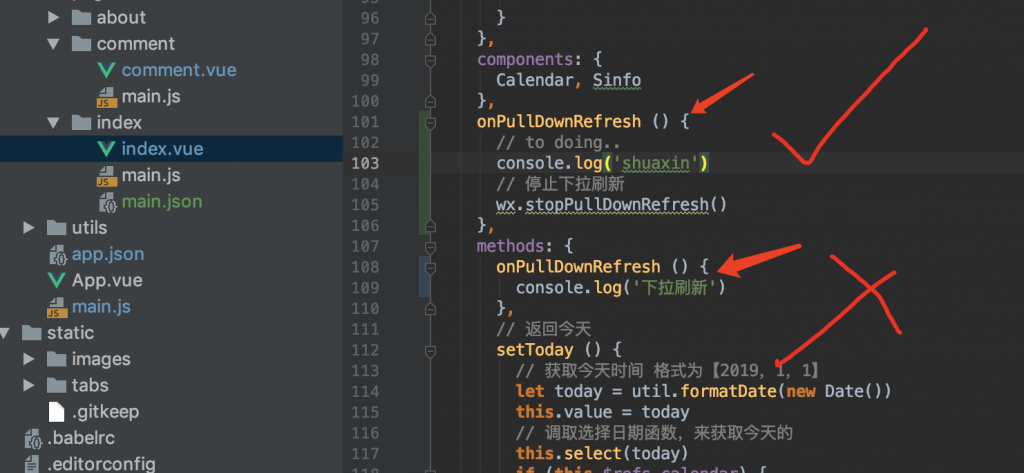 about
comment
comment.vue
main.js
index
index.vue
main.js
main.json
utils
app.json
App.vue
main.js
static
images
tabs
.gitkeep
.babelrc
.editorconfig
96 }
97 },
98 components: {
99 Calendar, Sinfo
100 },
101 onPullDownRefresh () {
102 // to doing..
103 console.log('shuaxin')
104 // 停止下拉刷新
105 wx.stopPullDownRefresh()
106 },
107 methods: {
108 onPullDownRefresh () {
109 console.log('下拉刷新')
110 },
111 // 返回今天
112 setToday () {
113 // 获取今天时间 格式为【2019, 1, 1】
114 let today = util.formatDate(new Date())
115 this.value = today
116 // 调取选择日期函数，来获取今天的
117 this.select(today)
118 if (this.$refs.calendar) {